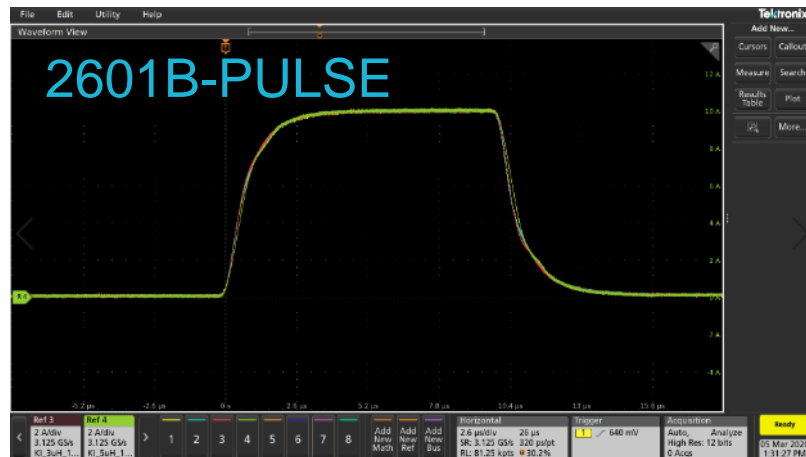 File Edit Utility Help
Tektronix
Waveform View
Add New...
2601B-PULSE
Cursors Callout
Measure Search
Results Table Plot
More...
12 A
10 A
8 A
6 A
4 A
2 A
0 A
-2 A
-4 A
R4
-5.2 µs -2.6 µs 0 s 2.6 µs 5.2 µs 7.8 µs 10.4 µs 13 µs 15.6 µs
Ref 3
2 A/div
3.125 GS/s
KI_3uH_1...
Ref 4
2 A/div
3.125 GS/s
KI_5uH_1...
1 2 3 4 5 6 7 8
Add New Math
Add New Ref
Add New Bus
Horizontal
2.6 µs/div 26 µs
SR: 3.125 GS/s 320 ps/pt
RL: 81.25 kpts 30.2%
Trigger
1 640 mV
Acquisition
Auto, Analyze
High Res: 12 bits
0 Acqs
Ready
05 Mar 2020
1:31:27 PM